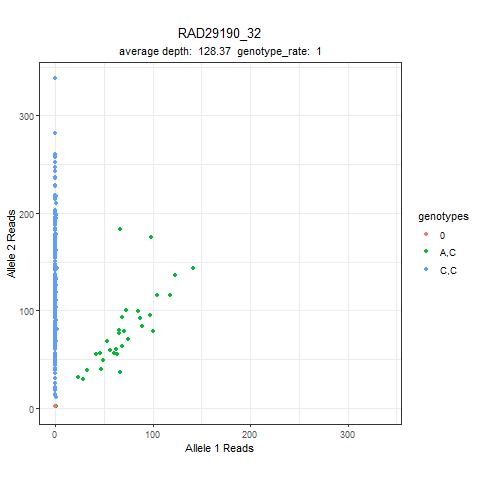 RAD29190_32
average depth: 128.37 genotype_rate: 1
300
200
100
0
Allele 2 Reads
0 100 200 300
Allele 1 Reads
genotypes
0
A,C
C,C